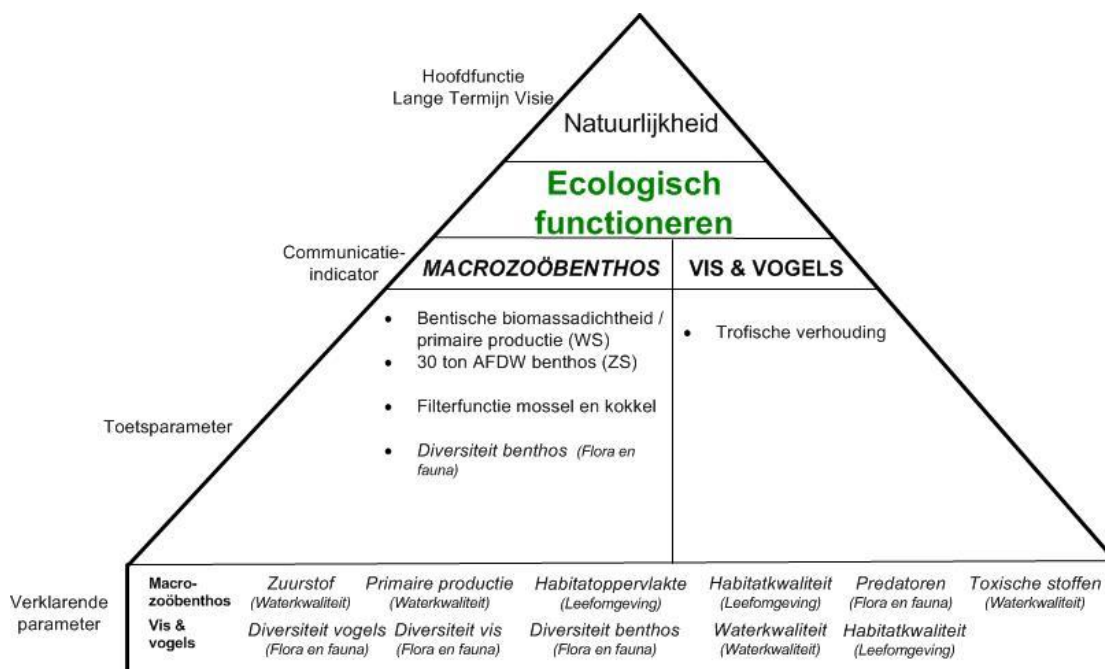 Hoofdfunctie
Lange Termijn Visie
Natuurlijkheid
Ecologisch
functioneren
Communicatie-
indicator
MACROZOÖBENTHOS
VIS & VOGELS
• Bentische biomassadichtheid /
primaire productie (WS)
• 30 ton AFDW benthos (ZS)
• Filterfunctie mossel en kokkel
• Diversiteit benthos (Flora en
fauna)
• Trofische verhouding
Toetsparameter
Verklarende
parameter
Macro-
zoöbenthos
Zuurstof
(Waterkwaliteit)
Primaire productie
(Waterkwaliteit)
Habitatoppervlakte
(Leefomgeving)
Habitatkwaliteit
(Leefomgeving)
Predatoren
(Flora en fauna)
Toxische stoffen
(Waterkwaliteit)
Vis &
vogels
Diversiteit vogels
(Flora en fauna)
Diversiteit vis
(Flora en fauna)
Diversiteit benthos
(Flora en fauna)
Waterkwaliteit
(Waterkwaliteit)
Habitatkwaliteit
(Leefomgeving)